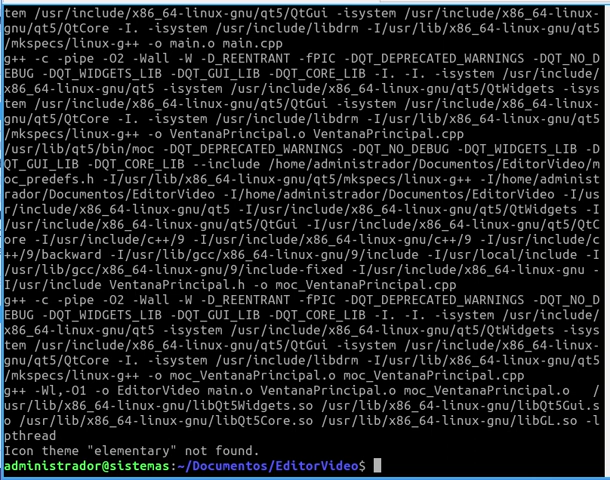 tem /usr/include/x86_64-linux-gnu/qt5/QtGui -isystem /usr/include/x86_64-linux-
gnu/qt5/QtCore -I. -isystem /usr/include/libdrm -I/usr/lib/x86_64-linux-gnu/qt5
/mkspecs/linux-g++ -o main.o main.cpp
g++ -c -pipe -O2 -Wall -W -D_REENTRANT -fPIC -DQT_DEPRECATED_WARNINGS -DQT_NO_D
EBUG -DQT_WIDGETS_LIB -DQT_GUI_LIB -DQT_CORE_LIB -I. -I. -isystem /usr/include/
x86_64-linux-gnu/qt5 -isystem /usr/include/x86_64-linux-gnu/qt5/QtWidgets -isys
tem /usr/include/x86_64-linux-gnu/qt5/QtGui -isystem /usr/include/x86_64-linux-
gnu/qt5/QtCore -I. -isystem /usr/include/libdrm -I/usr/lib/x86_64-linux-gnu/qt5
/mkspecs/linux-g++ -o VentanaPrincipal.o VentanaPrincipal.cpp
/usr/lib/qt5/bin/moc -DQT_DEPRECATED_WARNINGS -DQT_NO_DEBUG -DQT_WIDGETS_LIB -D
QT_GUI_LIB -DQT_CORE_LIB --include /home/administrador/Documentos/EditorVideo/m
oc_predefs.h -I/usr/lib/x86_64-linux-gnu/qt5/mkspecs/linux-g++ -I/home/administ
rador/Documentos/EditorVideo -I/home/administrador/Documentos/EditorVideo -I/us
r/include/x86_64-linux-gnu/qt5 -I/usr/include/x86_64-linux-gnu/qt5/QtWidgets -I
/usr/include/x86_64-linux-gnu/qt5/QtGui -I/usr/include/x86_64-linux-gnu/qt5/QtC
ore -I/usr/include/c++/9 -I/usr/include/x86_64-linux-gnu/c++/9 -I/usr/include/c
++/9/backward -I/usr/lib/gcc/x86_64-linux-gnu/9/include -I/usr/local/include -I
/usr/lib/gcc/x86_64-linux-gnu/9/include-fixed -I/usr/include/x86_64-linux-gnu -
I/usr/include VentanaPrincipal.h -o moc_VentanaPrincipal.cpp
g++ -c -pipe -O2 -Wall -W -D_REENTRANT -fPIC -DQT_DEPRECATED_WARNINGS -DQT_NO_D
EBUG -DQT_WIDGETS_LIB -DQT_GUI_LIB -DQT_CORE_LIB -I. -I. -isystem /usr/include/
x86_64-linux-gnu/qt5 -isystem /usr/include/x86_64-linux-gnu/qt5/QtWidgets -isys
tem /usr/include/x86_64-linux-gnu/qt5/QtGui -isystem /usr/include/x86_64-linux-
gnu/qt5/QtCore -I. -isystem /usr/include/libdrm -I/usr/lib/x86_64-linux-gnu/qt5
/mkspecs/linux-g++ -o moc_VentanaPrincipal.o moc_VentanaPrincipal.cpp
g++ -Wl,-O1 -o EditorVideo main.o VentanaPrincipal.o moc_VentanaPrincipal.o   /
usr/lib/x86_64-linux-gnu/libQt5Widgets.so /usr/lib/x86_64-linux-gnu/libQt5Gui.s
o /usr/lib/x86_64-linux-gnu/libQt5Core.so /usr/lib/x86_64-linux-gnu/libGL.so -l
pthread
Icon theme "elementary" not found.
administrador@sistemas:~/Documentos/EditorVideo$